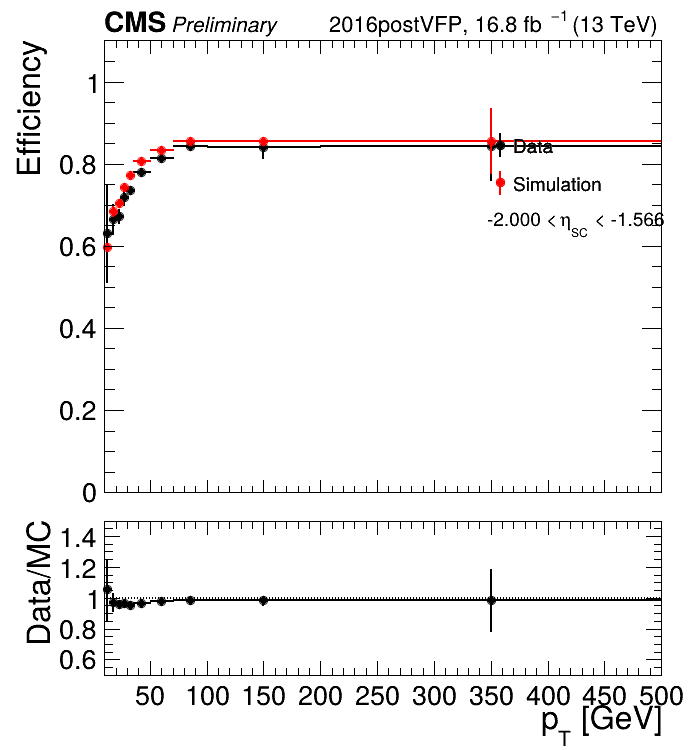 CMS Preliminary 2016postVFP, 16.8 fb⁻¹ (13 TeV)
Efficiency
1
0.8
0.6
0.4
0.2
0
Data
Simulation
-2.000 < η_SC < -1.566
Data/MC
1.4
1.2
1
0.8
0.6
50 100 150 200 250 300 350 400 450 500
p_T [GeV]